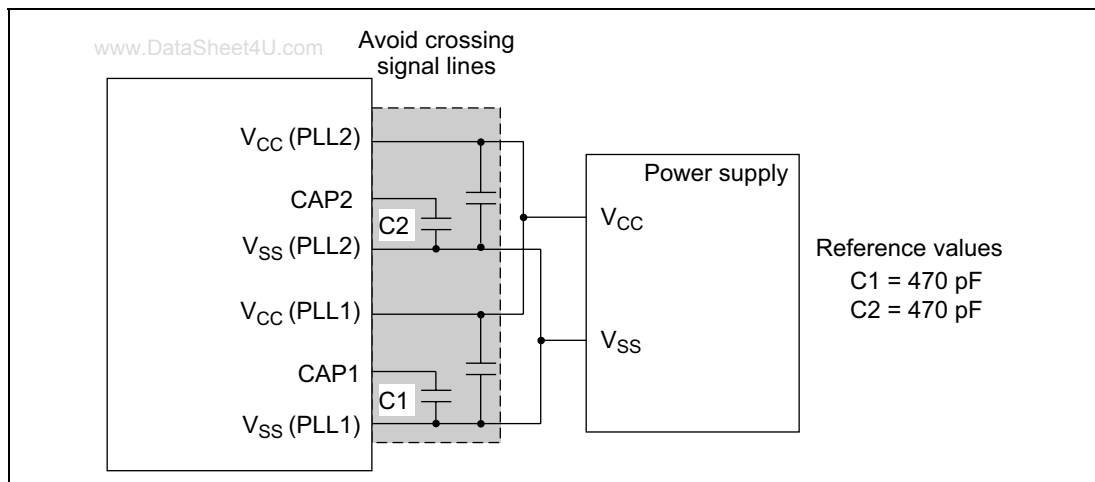 www.DataSheet4U.com
Avoid crossing
signal lines
VCC (PLL2)
CAP2
C2
VSS (PLL2)
VCC (PLL1)
CAP1
C1
VSS (PLL1)
Power supply
VCC
VSS
Reference values
C1 = 470 pF
C2 = 470 pF